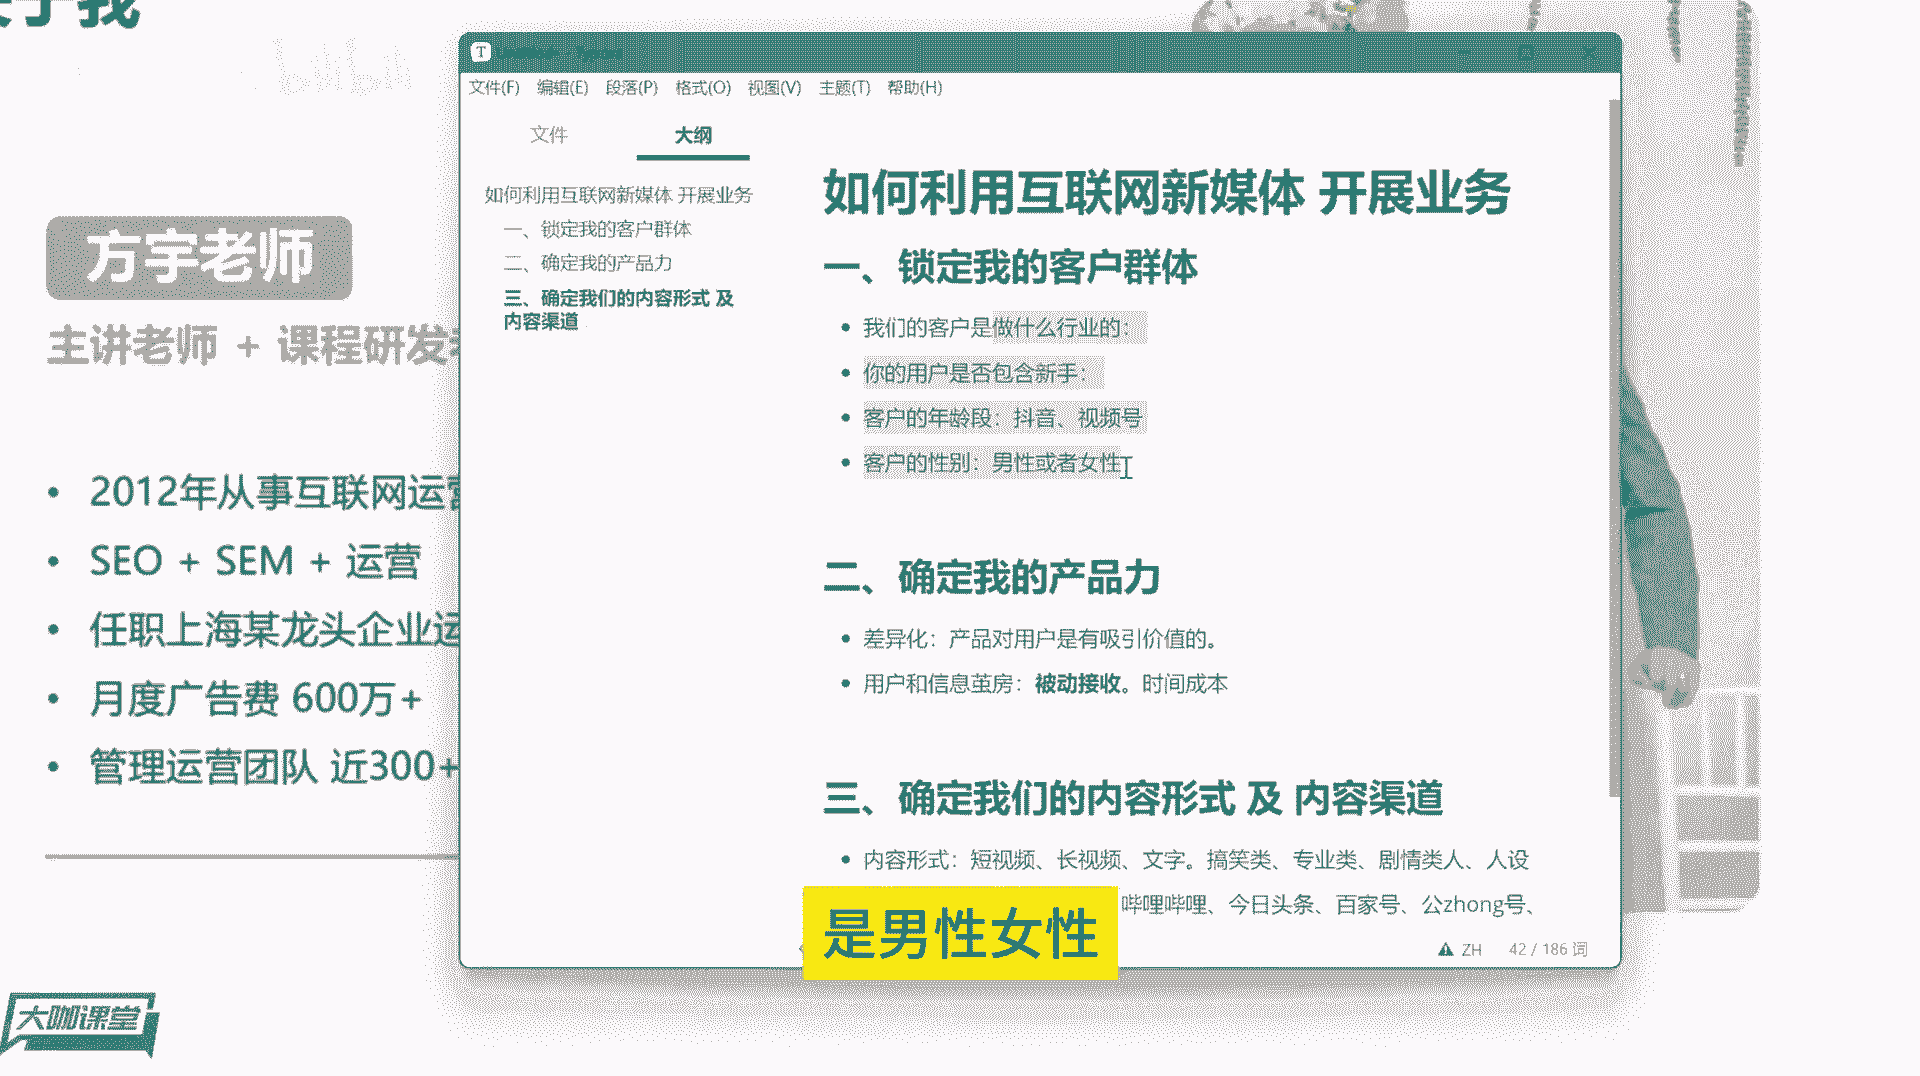 关于我
bilibili
方宇老师
主讲老师 + 课程研发
2012年从事互联网运营
SEO + SEM + 运营
任职上海某龙头企业运
月度广告费 600万+
管理运营团队 近300+
大咖课堂
T
文件(F) 编辑(E) 段落(P) 格式(O) 视图(V) 主题(T) 帮助(H)
文件 大纲
如何利用互联网新媒体 开展业务
一、锁定我的客户群体
二、确定我的产品力
三、确定我们的内容形式 及
内容渠道
如何利用互联网新媒体 开展业务
一、锁定我的客户群体
我们的客户是做什么行业的：
你的用户是否包含新手：
客户的年龄段：抖音、视频号
客户的性别：男性或者女性
二、确定我的产品力
差异化：产品对用户是有吸引价值的。
用户和信息茧房：被动接收。时间成本
三、确定我们的内容形式 及 内容渠道
内容形式：短视频、长视频、文字。搞笑类、专业类、剧情类人、人设
哔哩哔哩、今日头条、百家号、公zhong号、
是男性女性
ZH 42 / 186 词